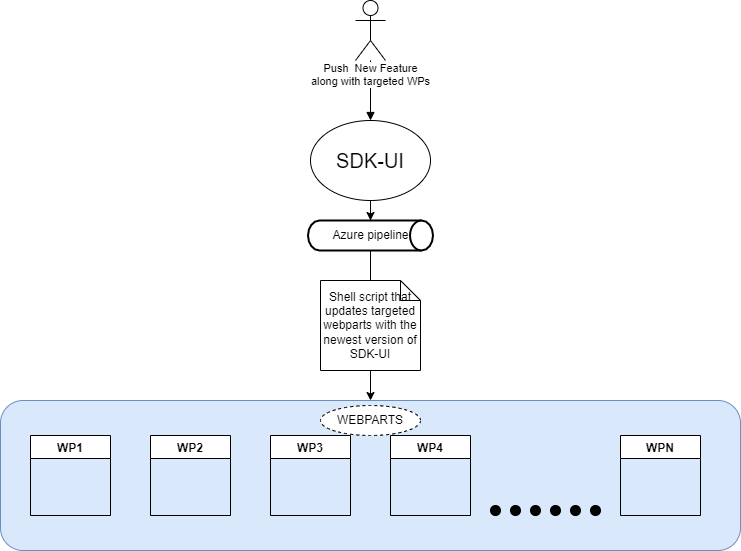 Push New Feature
along with targeted WPs
SDK-UI
Azure pipeline
Shell script that
updates targeted
webparts with the
newest version of
SDK-UI
WEBPARTS
WP1 WP2 WP3 WP4 WPN